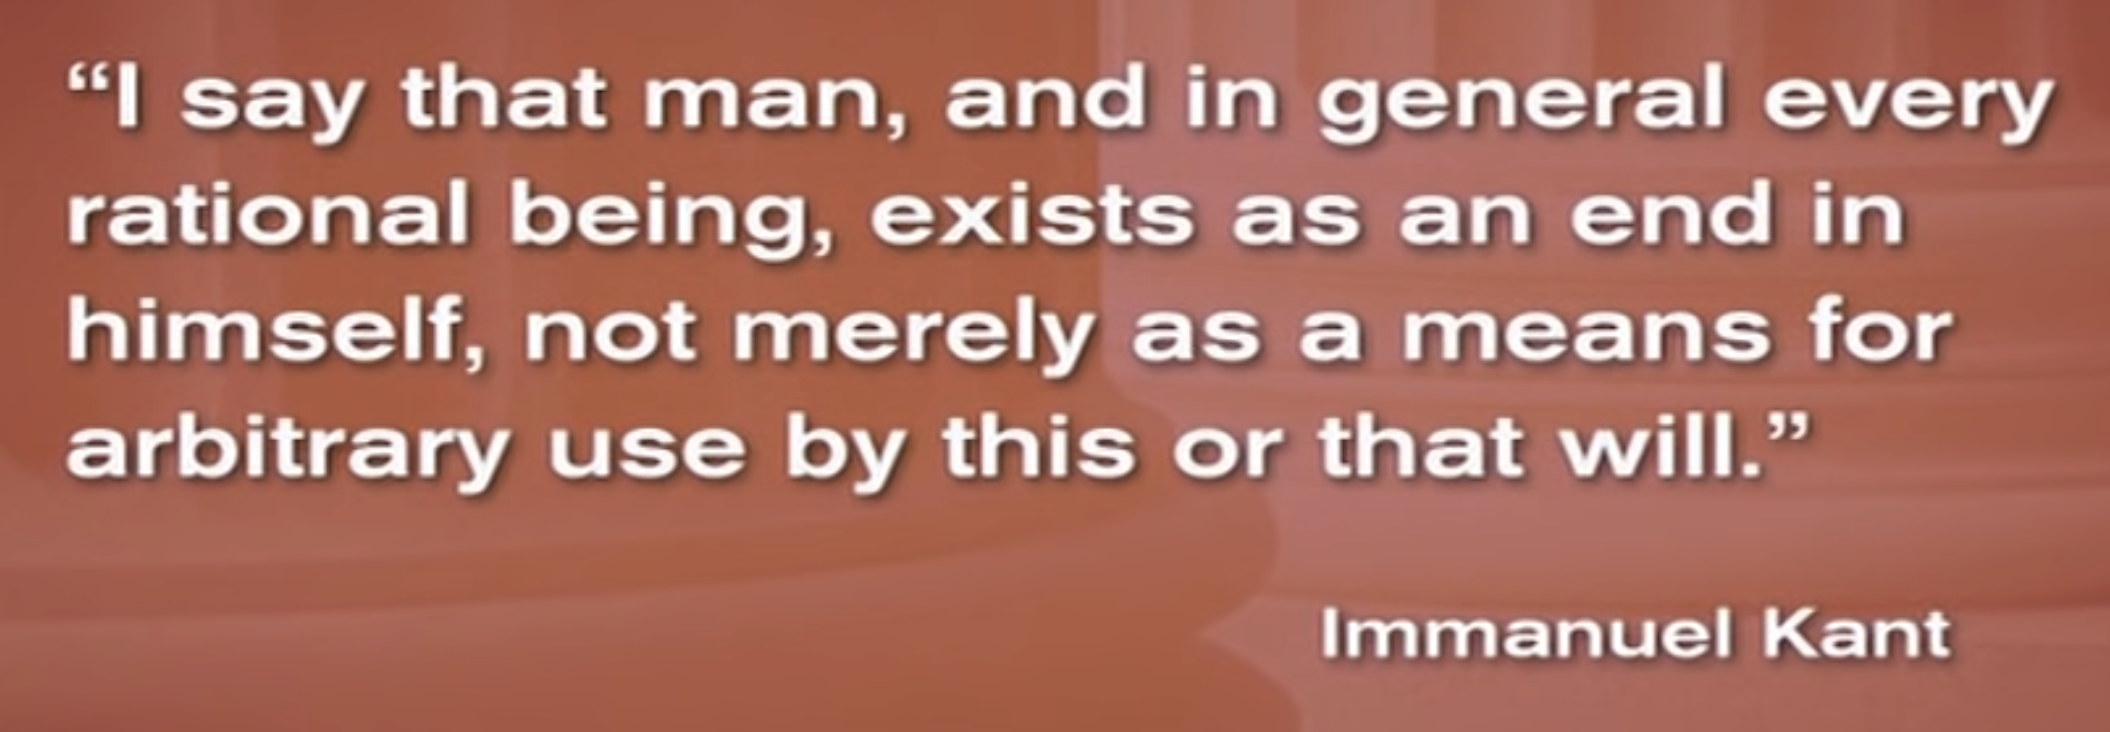 “I say that man, and in general every
rational being, exists as an end in
himself, not merely as a means for
arbitrary use by this or that will.”
Immanuel Kant